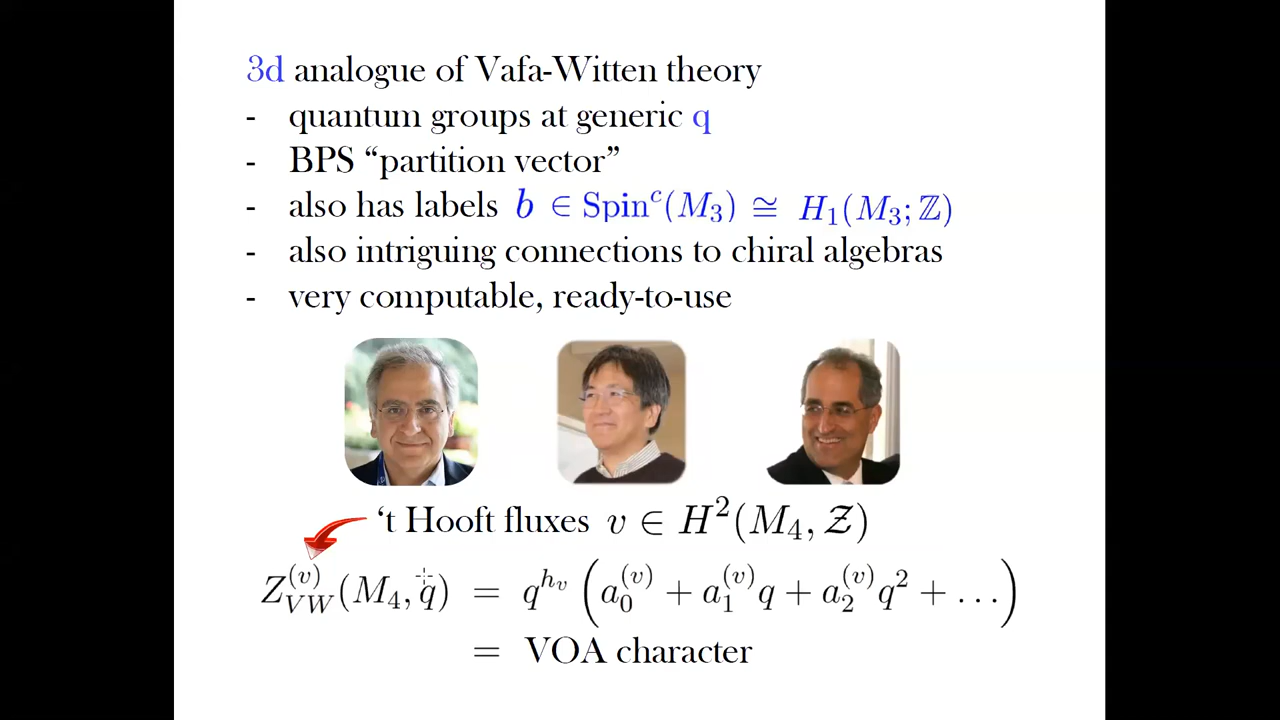 3d analogue of Vafa-Witten theory
- quantum groups at generic q
- BPS “partition vector”
- also has labels b ∈ Spin^c(M_3) ≅ H_1(M_3; ℤ)
- also intriguing connections to chiral algebras
- very computable, ready-to-use
‘t Hooft fluxes v ∈ H^2(M_4, 𝒵)
Z_{VW}^{(v)}(M_4, q) = q^{h_v} ( a_0^{(v)} + a_1^{(v)} q + a_2^{(v)} q^2 + … )
= VOA character